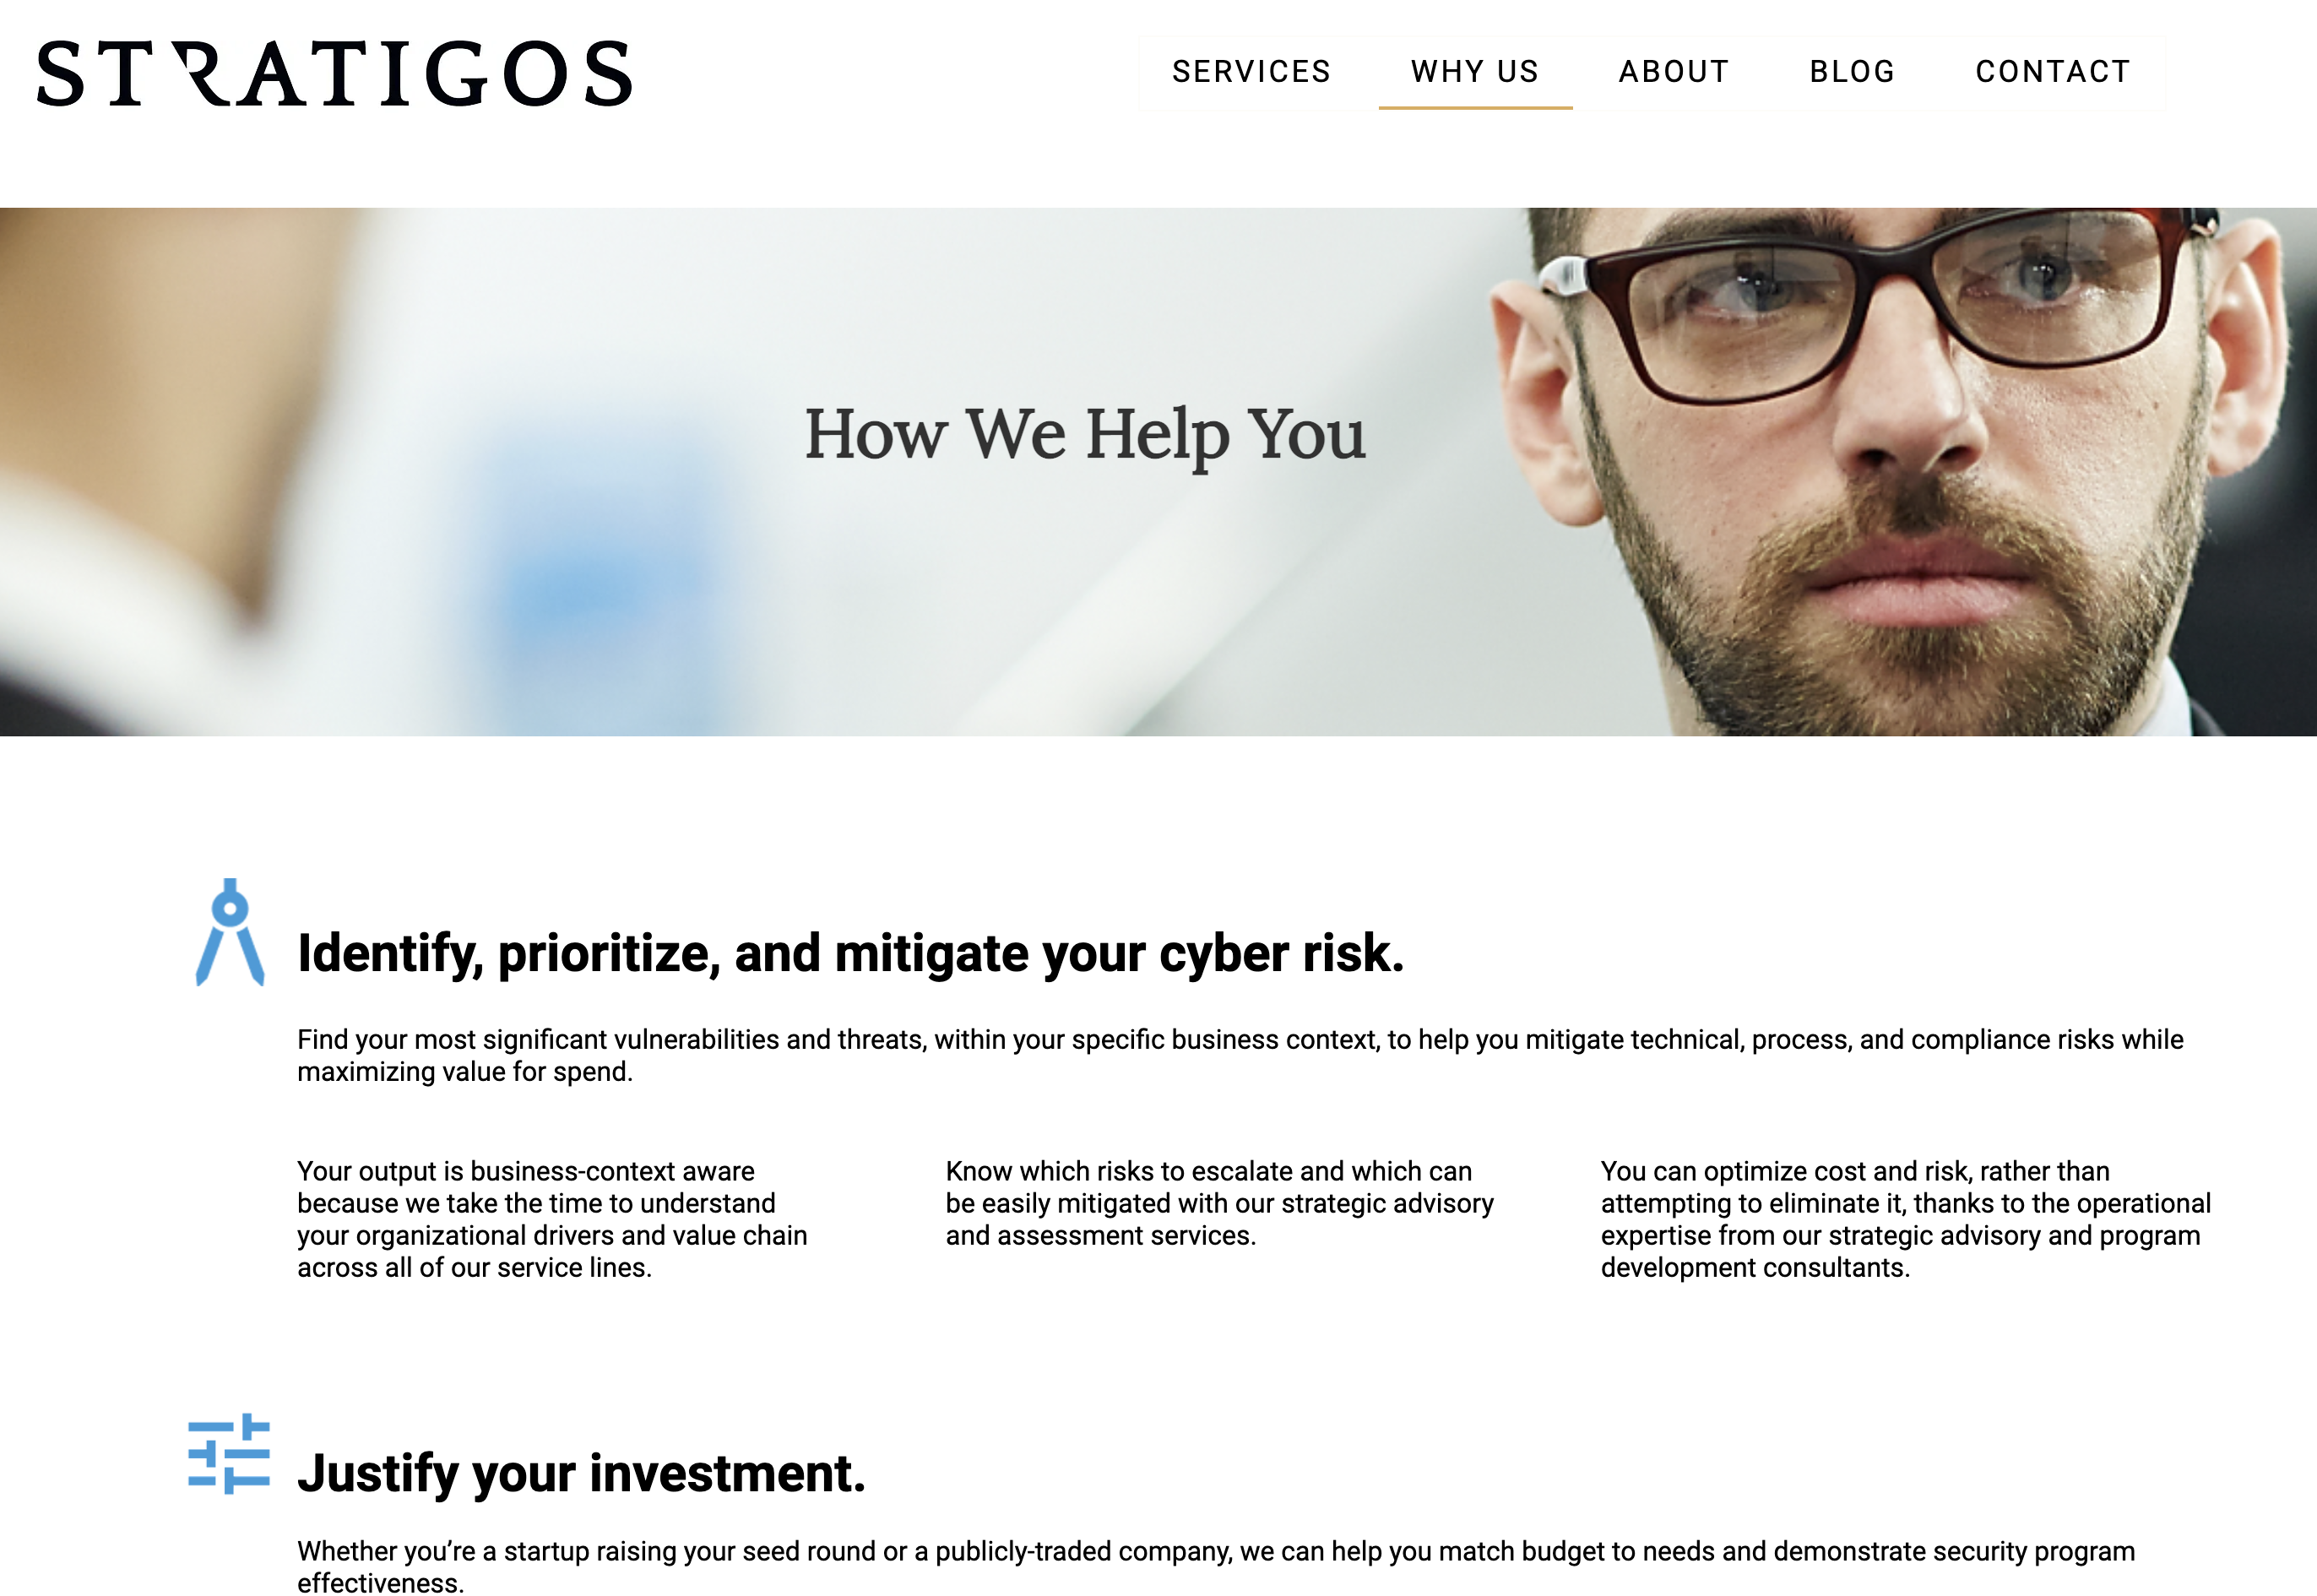 STRATIGOS
SERVICES WHY US ABOUT BLOG CONTACT
How We Help You
Identify, prioritize, and mitigate your cyber risk.
Find your most significant vulnerabilities and threats, within your specific business context, to help you mitigate technical, process, and compliance risks while
maximizing value for spend.
Your output is business-context aware
because we take the time to understand
your organizational drivers and value chain
across all of our service lines.
Know which risks to escalate and which can
be easily mitigated with our strategic advisory
and assessment services.
You can optimize cost and risk, rather than
attempting to eliminate it, thanks to the operational
expertise from our strategic advisory and program
development consultants.
Justify your investment.
Whether you’re a startup raising your seed round or a publicly-traded company, we can help you match budget to needs and demonstrate security program
effectiveness.